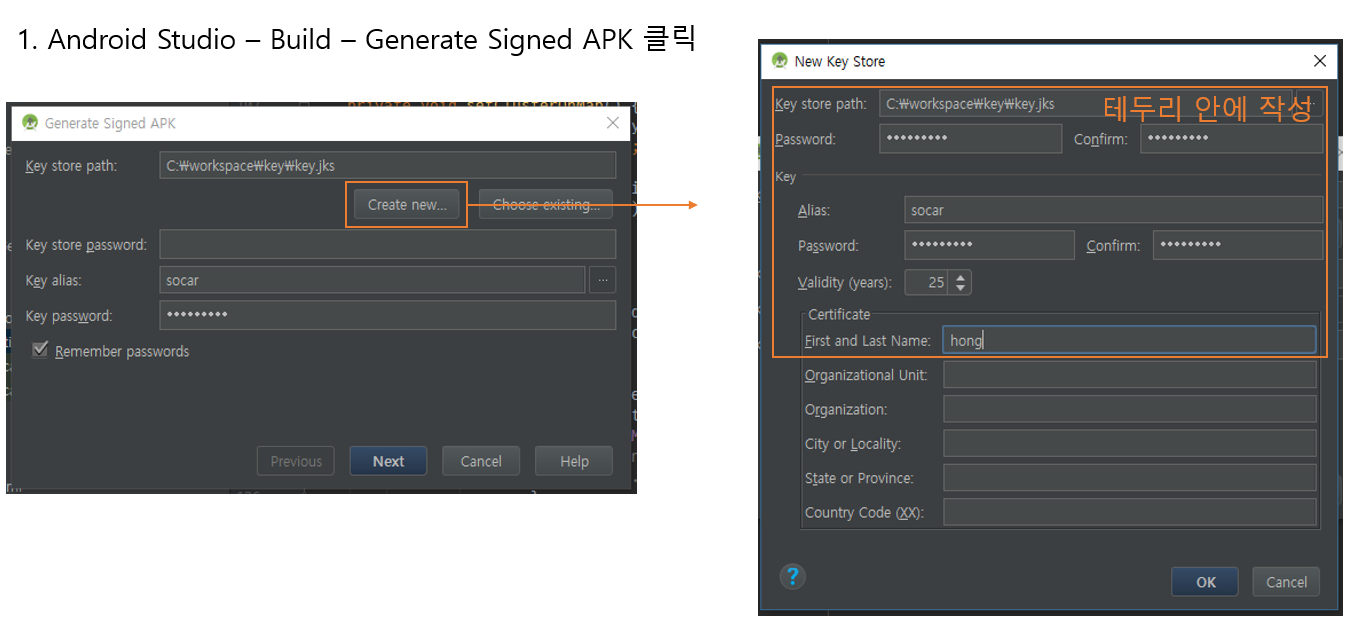 1. Android Studio – Build – Generate Signed APK 클릭
Generate Signed APK
Key store path: C:₩workspace₩key₩key.jks
Create new... Choose existing...
Key store password:
Key alias: socar ...
Key password: •••••••••
Remember passwords
Previous Next Cancel Help
New Key Store
Key store path: C:₩workspace₩key₩key.jks
테두리 안에 작성
Password: ••••••••• Confirm: •••••••••
Key
Alias: socar
Password: ••••••••• Confirm: •••••••••
Validity (years): 25
Certificate
First and Last Name: hong
Organizational Unit:
Organization:
City or Locality:
State or Province:
Country Code (XX):
? OK Cancel